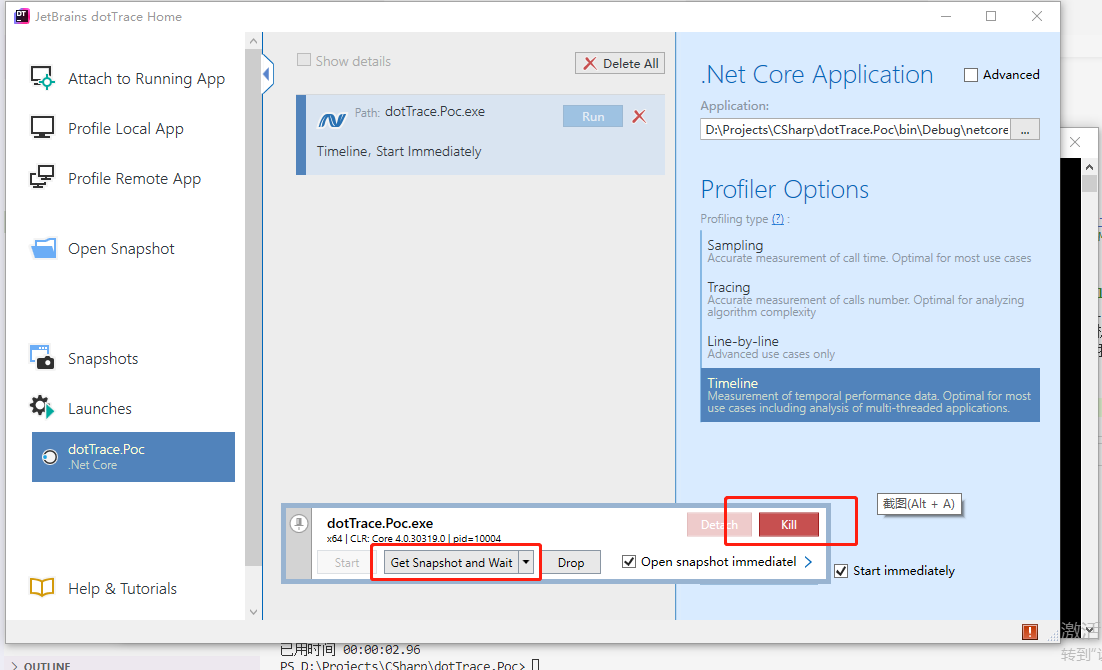 JetBrains dotTrace Home
Attach to Running App
Profile Local App
Profile Remote App
Open Snapshot
Snapshots
Launches
dotTrace.Poc
.Net Core
Help & Tutorials
Show details
Delete All
Path: dotTrace.Poc.exe
Run
Timeline, Start Immediately
.Net Core Application
Advanced
Application:
D:\Projects\CSharp\dotTrace.Poc\bin\Debug\netcore
...
Profiler Options
Profiling type (?) :
Sampling
Accurate measurement of call time. Optimal for most use cases
Tracing
Accurate measurement of calls number. Optimal for analyzing
algorithm complexity
Line-by-line
Advanced use cases only
Timeline
Measurement of temporal performance data. Optimal for most
use cases including analysis of multi-threaded applications.
截图(Alt + A)
dotTrace.Poc.exe
x64 | CLR: Core 4.0.30319.0 | pid=10004
Detach
Kill
Start
Get Snapshot and Wait
Drop
Open snapshot immediatel
Start immediately
激活
转到"
已用时间 00:00:02.96
PS D:\Projects\CSharp\dotTrace.Poc>
OUTLINE